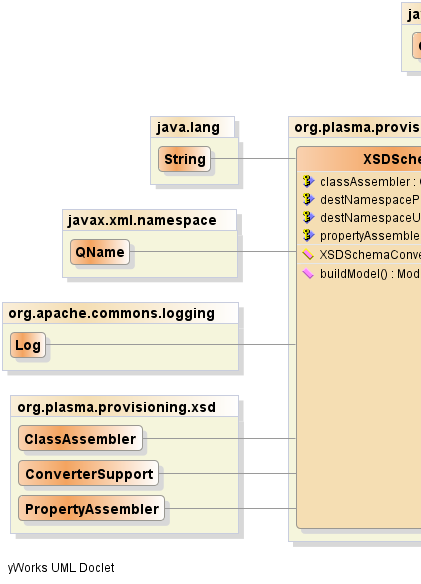 ja
java.lang
org.plasma.provis
String
XSDSche
classAssembler :
destNamespaceP
destNamespaceU
propertyAssemble
XSDSchemaConve
buildModel() : Mod
javax.xml.namespace
QName
org.apache.commons.logging
Log
org.plasma.provisioning.xsd
ClassAssembler
ConverterSupport
PropertyAssembler
yWorks UML Doclet